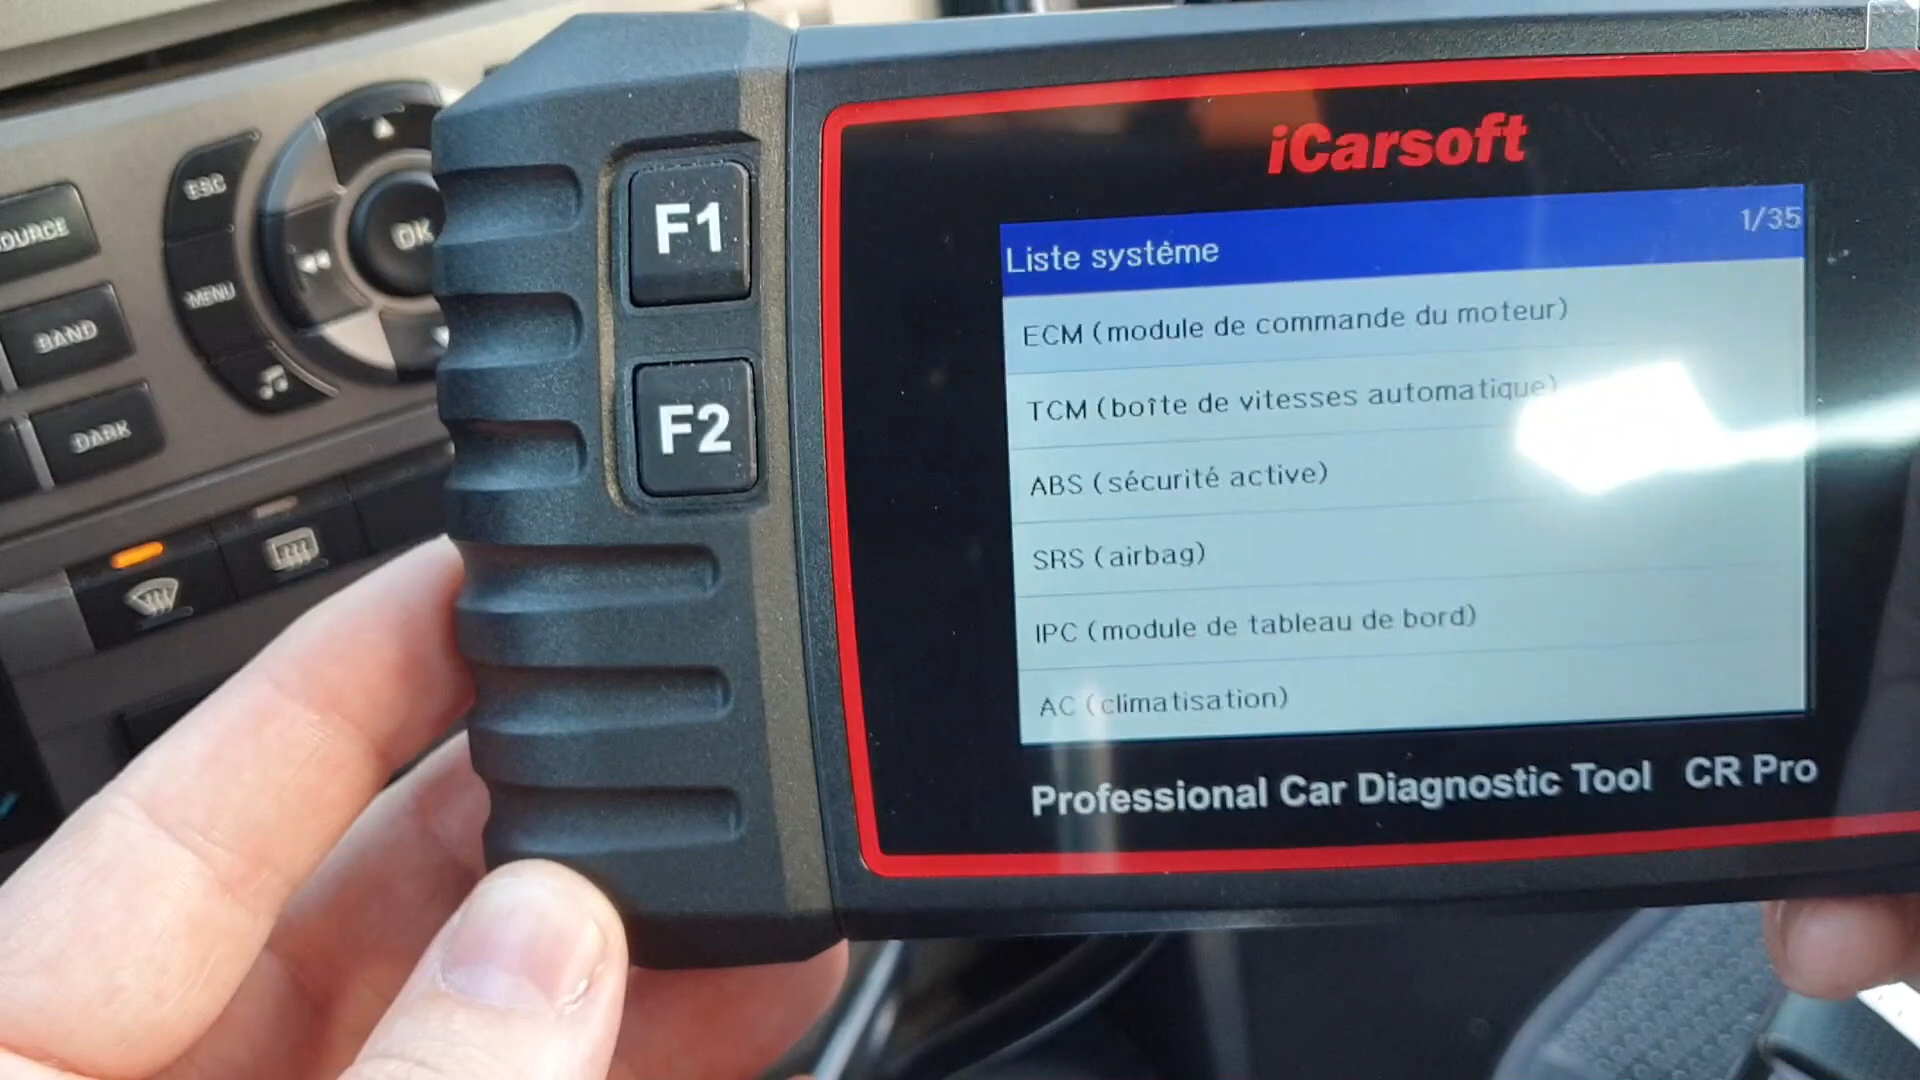 SOURCE
BAND
DARK
ESC
MENU
OK
F1
F2
iCarsoft
Liste système 1/35
ECM (module de commande du moteur)
TCM (boîte de vitesses automatique)
ABS (sécurité active)
SRS (airbag)
IPC (module de tableau de bord)
AC (climatisation)
Professional Car Diagnostic Tool CR Pro